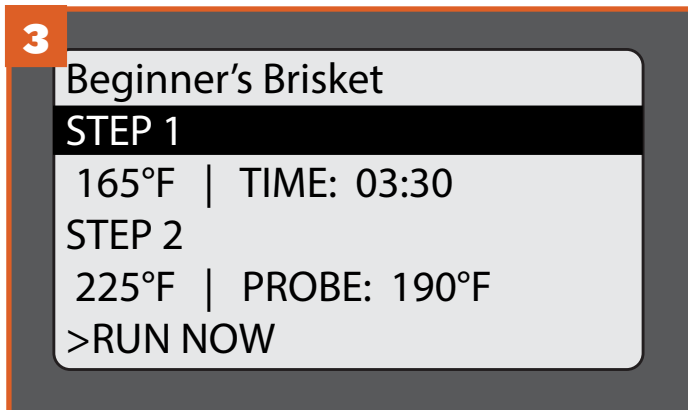 3
Beginner’s Brisket
STEP 1
165°F | TIME: 03:30
STEP 2
225°F | PROBE: 190°F
>RUN NOW